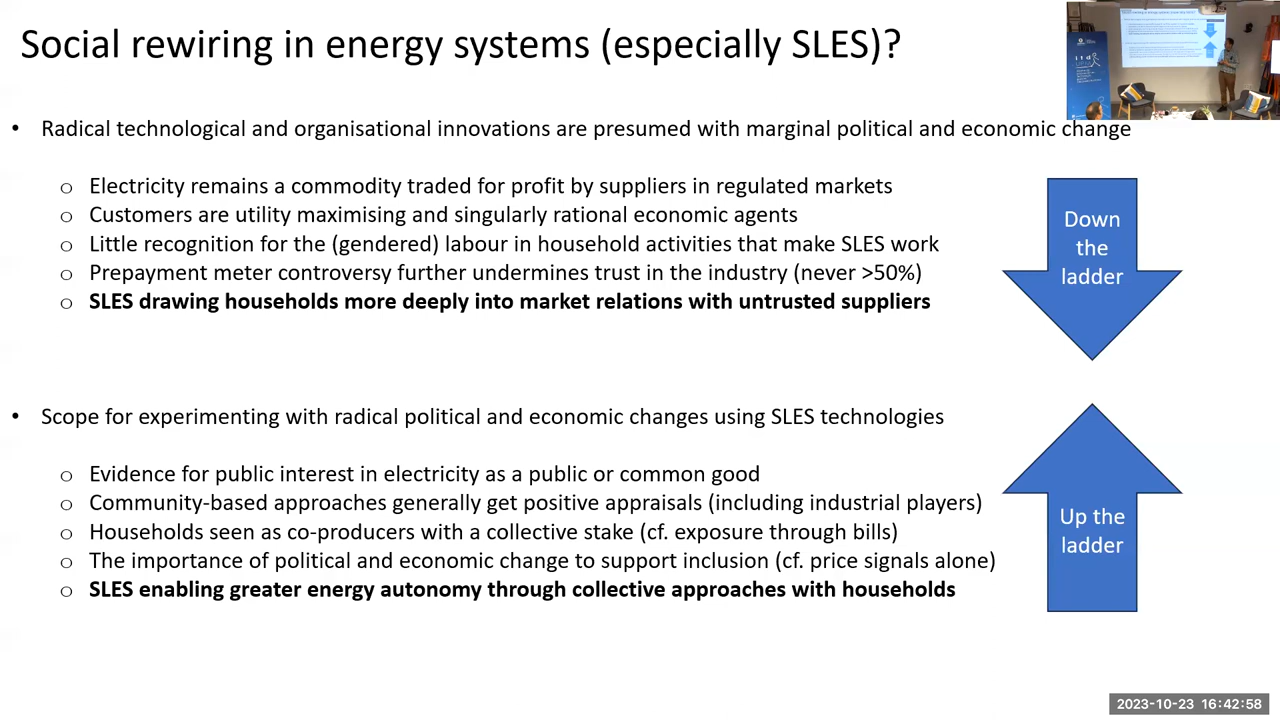 Social rewiring in energy systems (especially SLES)?
• Radical technological and organisational innovations are presumed with marginal political and economic change
o Electricity remains a commodity traded for profit by suppliers in regulated markets
o Customers are utility maximising and singularly rational economic agents
o Little recognition for the (gendered) labour in household activities that make SLES work
o Prepayment meter controversy further undermines trust in the industry (never >50%)
o SLES drawing households more deeply into market relations with untrusted suppliers
Down
the
ladder
• Scope for experimenting with radical political and economic changes using SLES technologies
o Evidence for public interest in electricity as a public or common good
o Community-based approaches generally get positive appraisals (including industrial players)
o Households seen as co-producers with a collective stake (cf. exposure through bills)
o The importance of political and economic change to support inclusion (cf. price signals alone)
o SLES enabling greater energy autonomy through collective approaches with households
Up the
ladder
2023-10-23 16:42:58